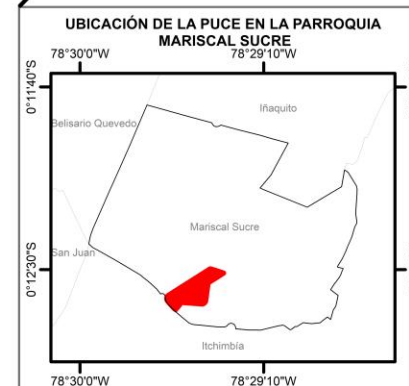 UBICACIÓN DE LA PUCE EN LA PARROQUIA
MARISCAL SUCRE
78°30'0"W 78°29'10"W
0°11'40"S
Iñaquito
Belisario Quevedo
Mariscal Sucre
San Juan
0°12'30"S
Itchimbía
78°30'0"W 78°29'10"W